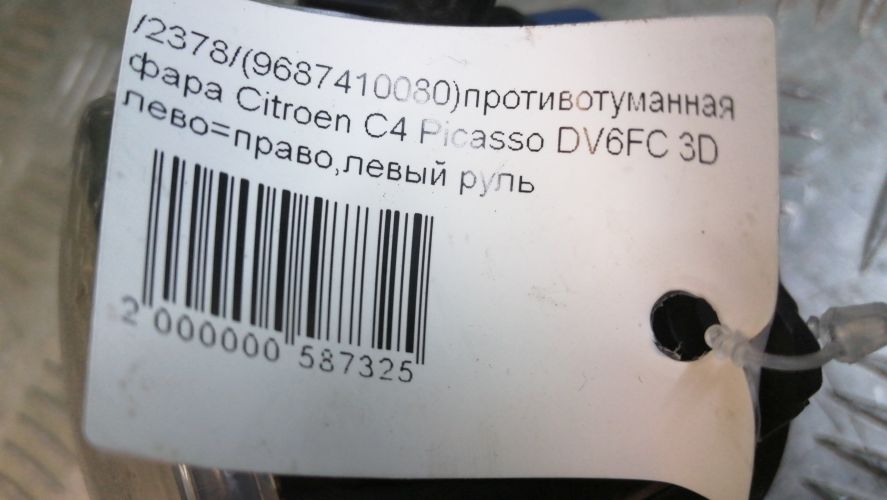 /2378/(9687410080)противотуманная
фара Citroen C4 Picasso DV6FC 3D
лево=право,левый руль
2 000000 587325